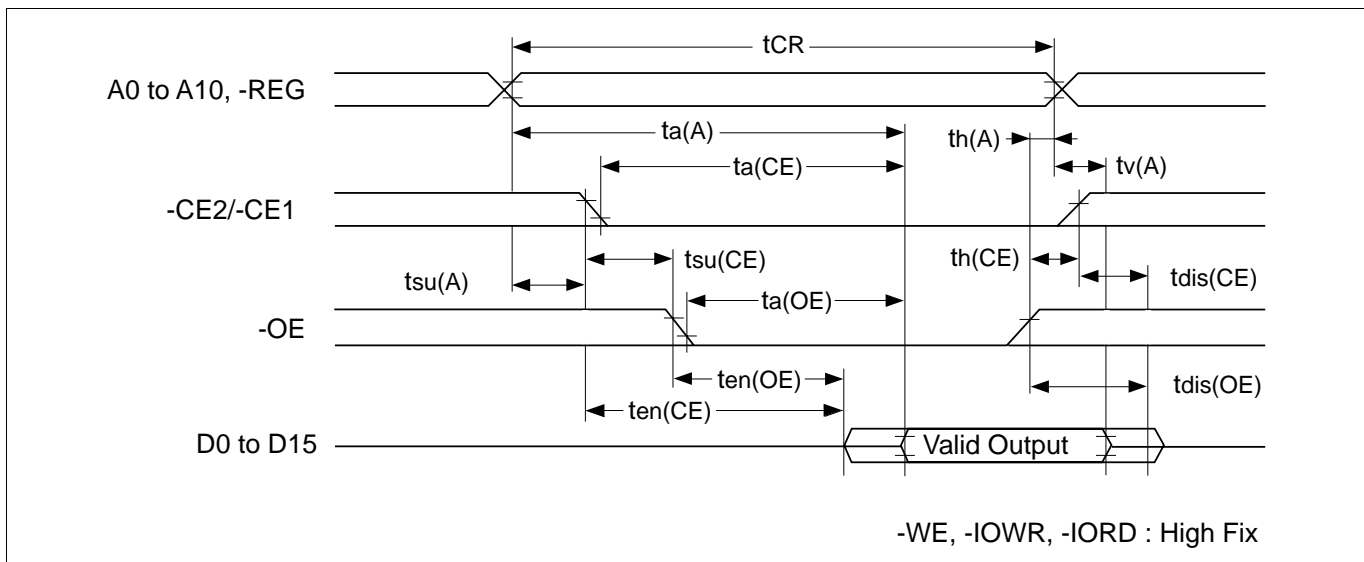 tCR
A0 to A10, -REG
ta(A)
th(A)
ta(CE)
tv(A)
-CE2/-CE1
tsu(CE)
th(CE)
tsu(A)
tdis(CE)
ta(OE)
-OE
ten(OE)
tdis(OE)
ten(CE)
D0 to D15
Valid Output
-WE, -IOWR, -IORD : High Fix